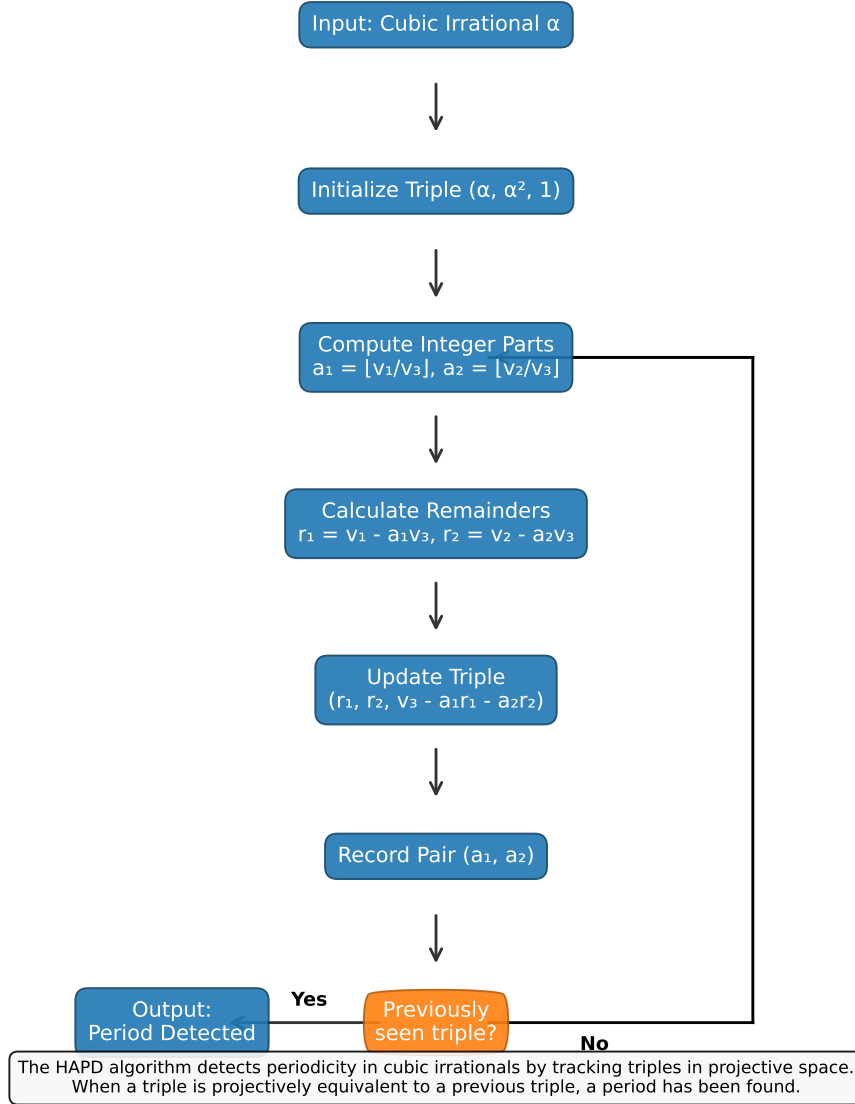 Input: Cubic Irrational α
Initialize Triple (α, α², 1)
Compute Integer Parts
a₁ = ⌊v₁/v₃⌋, a₂ = ⌊v₂/v₃⌋
Calculate Remainders
r₁ = v₁ - a₁v₃, r₂ = v₂ - a₂v₃
Update Triple
(r₁, r₂, v₃ - a₁r₁ - a₂r₂)
Record Pair (a₁, a₂)
Output:
Period Detected
Yes
Previously
seen triple?
No
The HAPD algorithm detects periodicity in cubic irrationals by tracking triples in projective space.
When a triple is projectively equivalent to a previous triple, a period has been found.